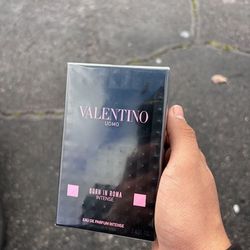 VALENTINO
UOMO
BORN IN ROMA
INTENSE
EAU DE PARFUM INTENSE